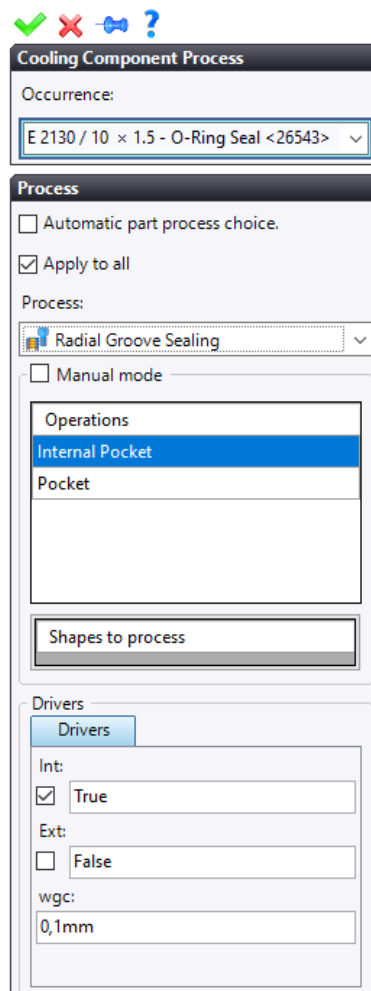 ?
Cooling Component Process
Occurrence:
E 2130 / 10 × 1.5 - O-Ring Seal <26543>
Process
Automatic part process choice.
Apply to all
Process:
Radial Groove Sealing
Manual mode
Operations
Internal Pocket
Pocket
Shapes to process
Drivers
Drivers
Int:
True
Ext:
False
wgc:
0,1mm